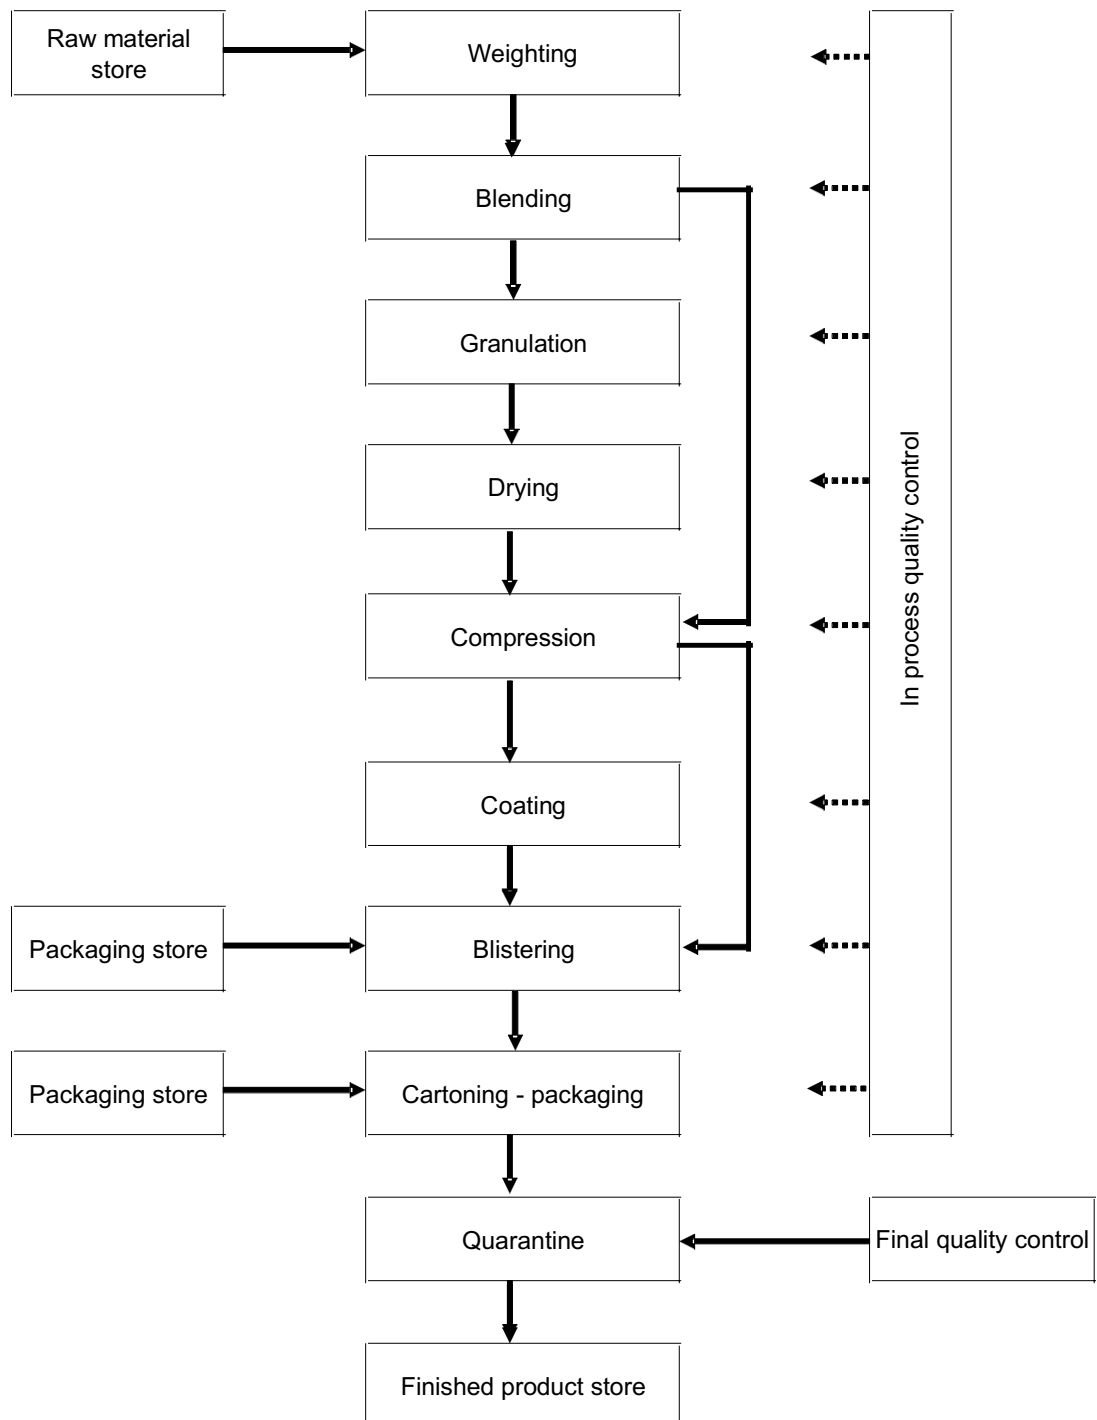 Raw material
store
Weighting
Blending
Granulation
Drying
Compression
Coating
Packaging store
Blistering
Packaging store
Cartoning - packaging
In process quality control
Quarantine
Final quality control
Finished product store